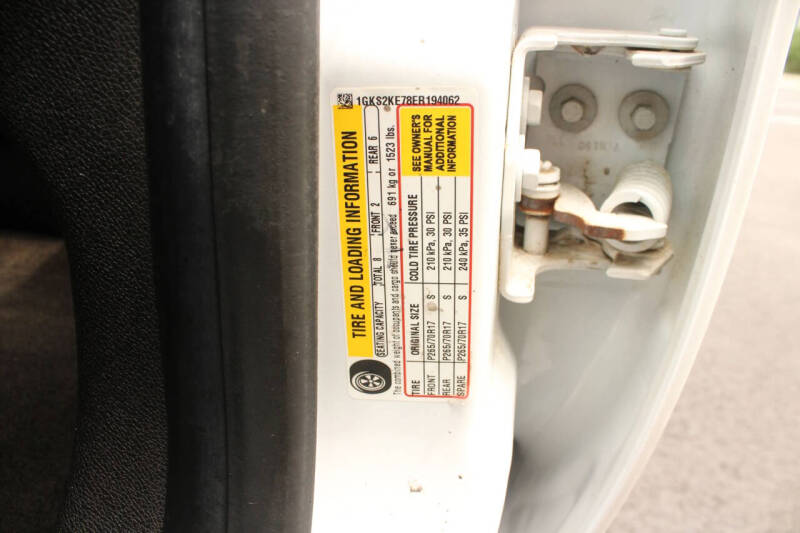 1GKS2KE78ER194062
TIRE AND LOADING INFORMATION
SEATING CAPACITY TOTAL 8 FRONT 2 REAR 6
The combined weight of occupants and cargo should never exceed 691 kg or 1523 lbs.
TIRE ORIGINAL SIZE COLD TIRE PRESSURE
FRONT P265/70R17 S 210 kPa, 30 PSI
REAR P265/70R17 S 210 kPa, 30 PSI
SPARE P265/70R17 S 240 kPa, 35 PSI
SEE OWNER'S
MANUAL FOR
ADDITIONAL
INFORMATION